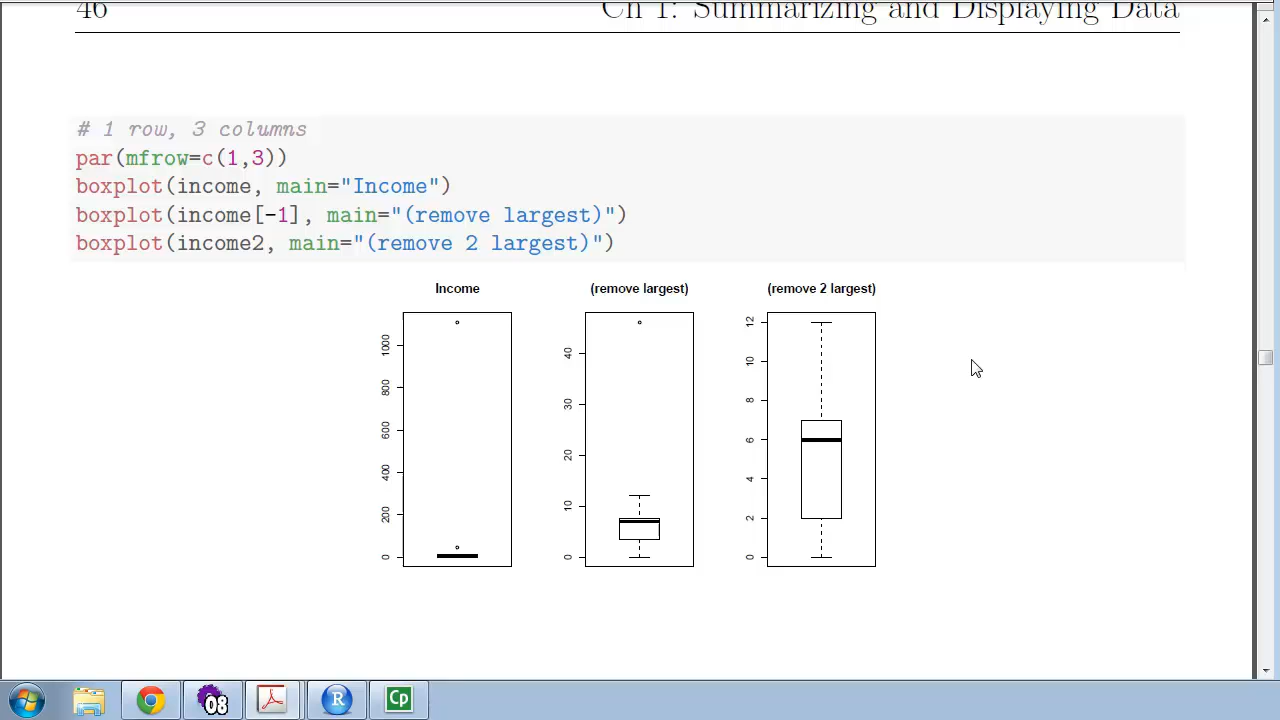 46 Ch 1: Summarizing and Displaying Data
# 1 row, 3 columns
par(mfrow=c(1,3))
boxplot(income, main="Income")
boxplot(income[-1], main="(remove largest)")
boxplot(income2, main="(remove 2 largest)")
Income (remove largest) (remove 2 largest)
1000
800
600
400
200
0
40
30
20
10
0
12
10
8
6
4
2
0
08
R
Cp